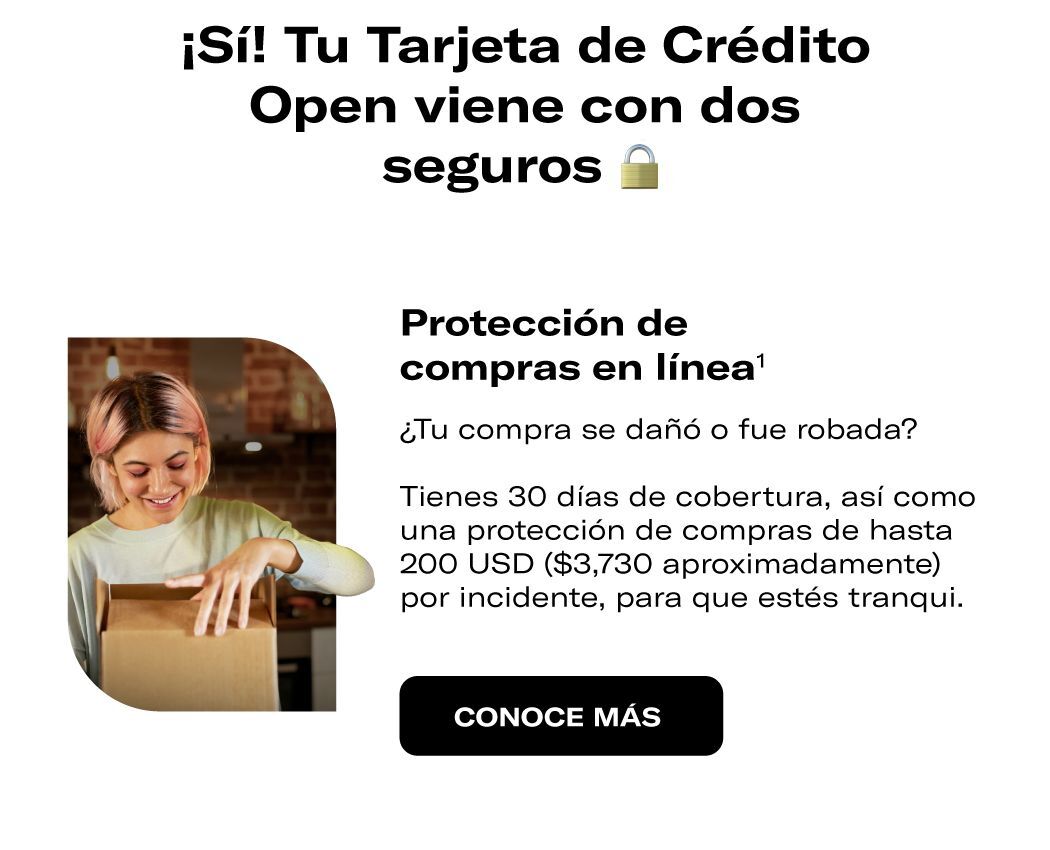 ¡Sí! Tu Tarjeta de Crédito
Open viene con dos
seguros 🔒
Protección de
compras en línea¹
¿Tu compra se dañó o fue robada?
Tienes 30 días de cobertura, así como
una protección de compras de hasta
200 USD ($3,730 aproximadamente)
por incidente, para que estés tranqui.
CONOCE MÁS